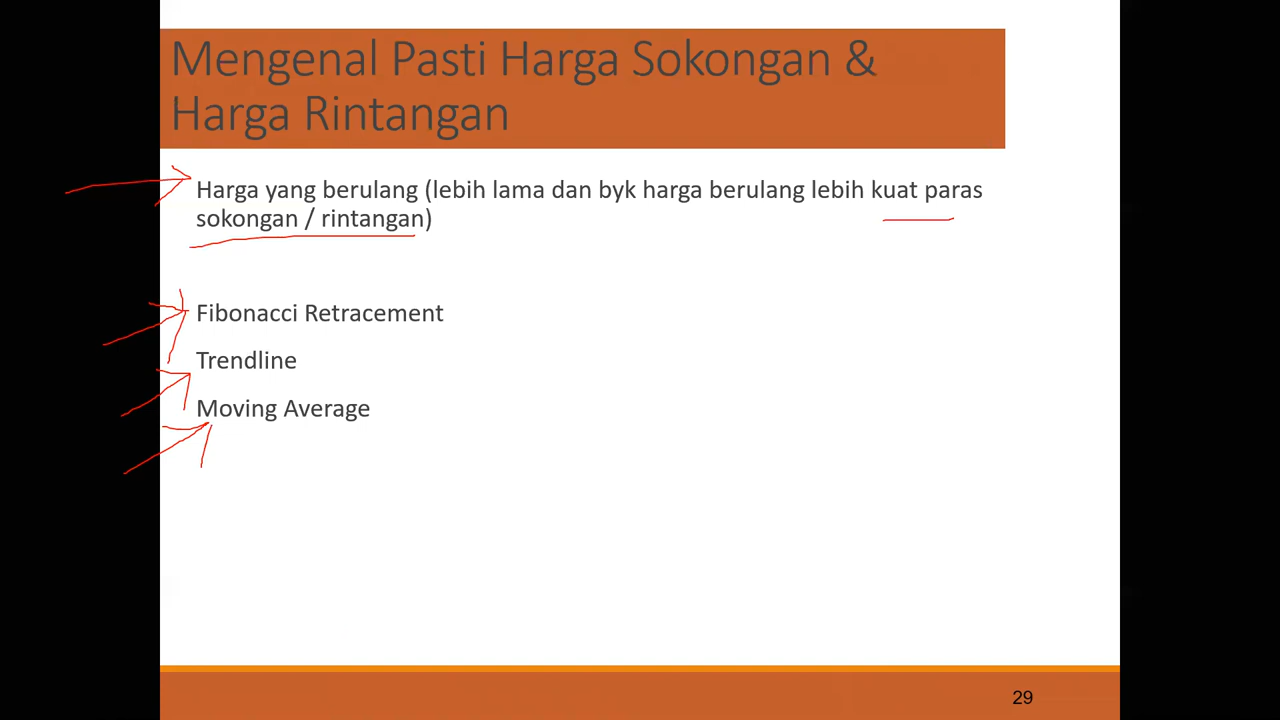 Mengenal Pasti Harga Sokongan &
Harga Rintangan
Harga yang berulang (lebih lama dan byk harga berulang lebih kuat paras
sokongan / rintangan)
Fibonacci Retracement
Trendline
Moving Average
29